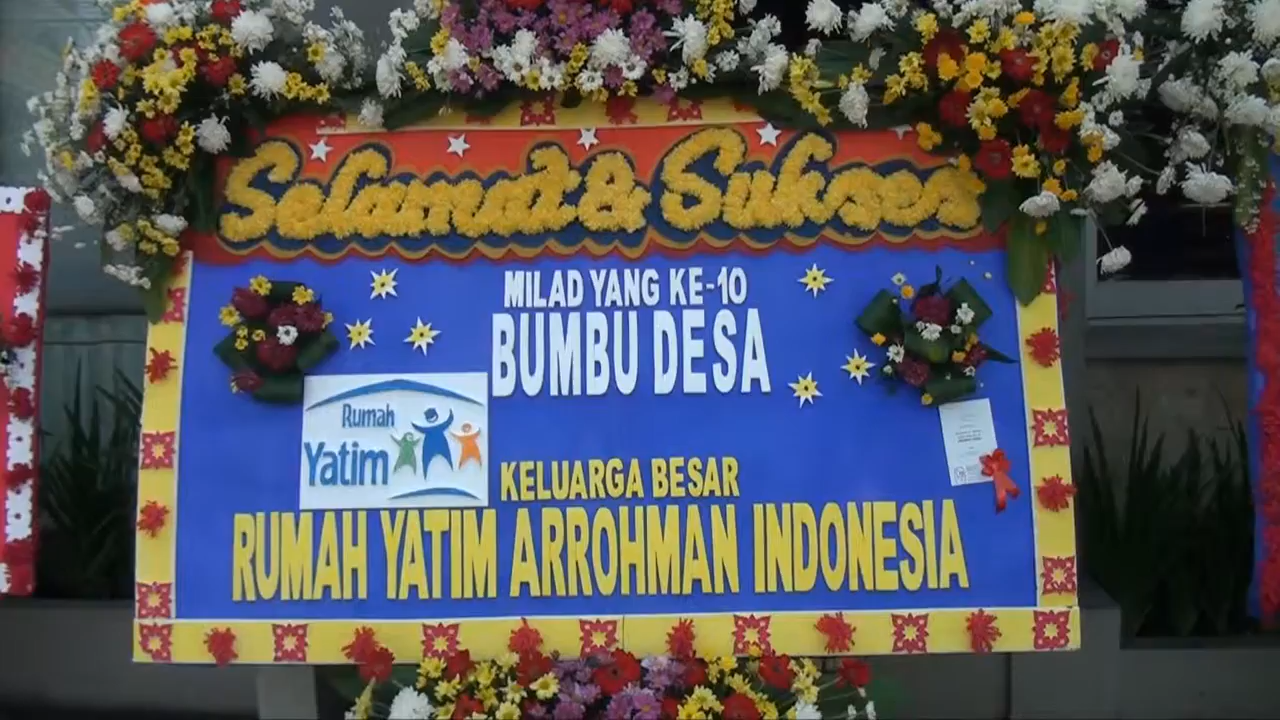 Selamat & Sukses
MILAD YANG KE-10
BUMBU DESA
Rumah
Yatim
KELUARGA BESAR
RUMAH YATIM ARROHMAN INDONESIA